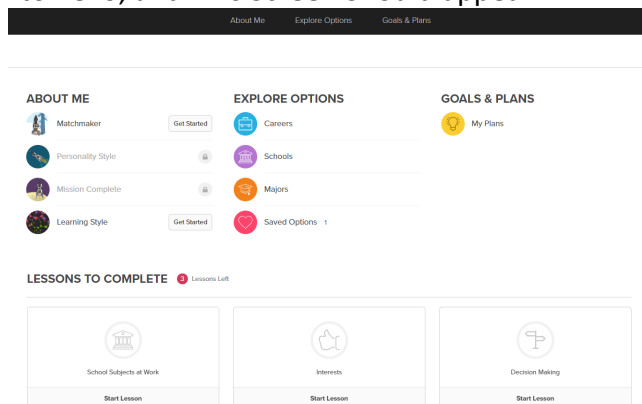 About Me Explore Options Goals & Plans
ABOUT ME EXPLORE OPTIONS GOALS & PLANS
Matchmaker Get Started Careers My Plans
Personality Style Schools
Mission Complete Majors
Learning Style Get Started Saved Options 1
LESSONS TO COMPLETE 3 Lessons Left
School Subjects at Work Interests Decision Making
Start Lesson Start Lesson Start Lesson